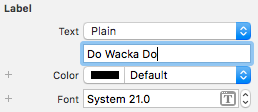 Label
Text Plain
Do Wacka Do
+ Color Default
+ Font System 21.0 T